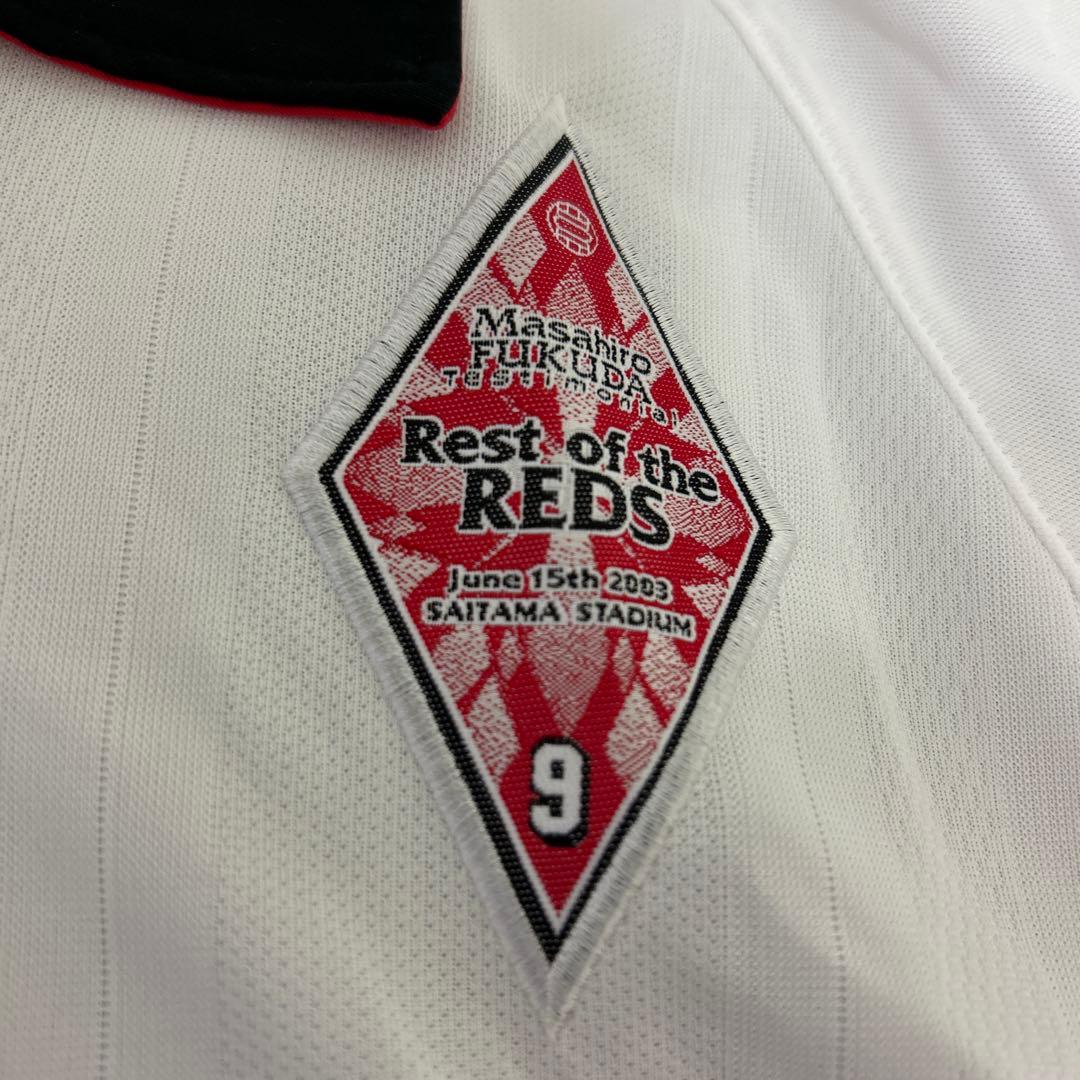 Masahiro
FUKUDA
Testimonial
Rest of the
REDS
June 15th 2003
SAITAMA STADIUM
9